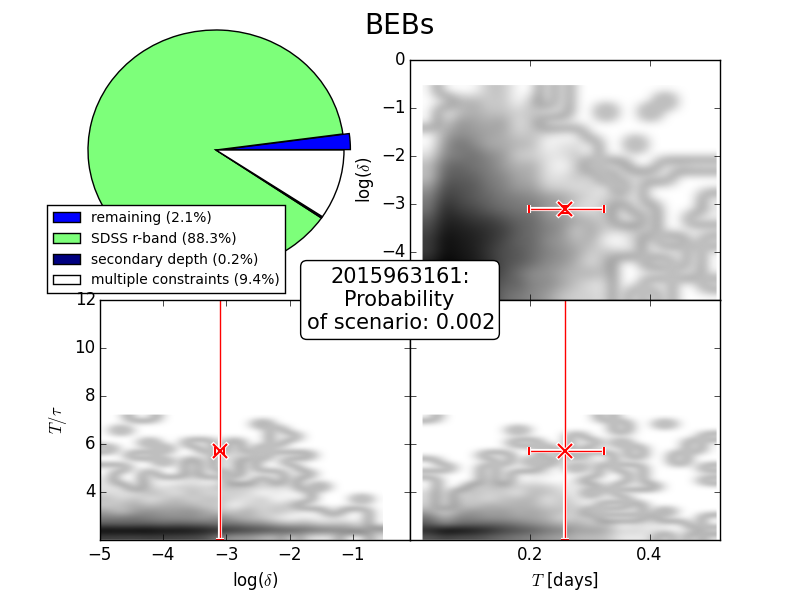 BEBs
remaining (2.1%)
SDSS r-band (88.3%)
secondary depth (0.2%)
multiple constraints (9.4%)
0
−1
−2
−3
−4
log(δ)
2015963161:
Probability
of scenario: 0.002
12
10
8
6
4
T/τ
−5 −4 −3 −2 −1
log(δ)
0.2 0.4
T [days]